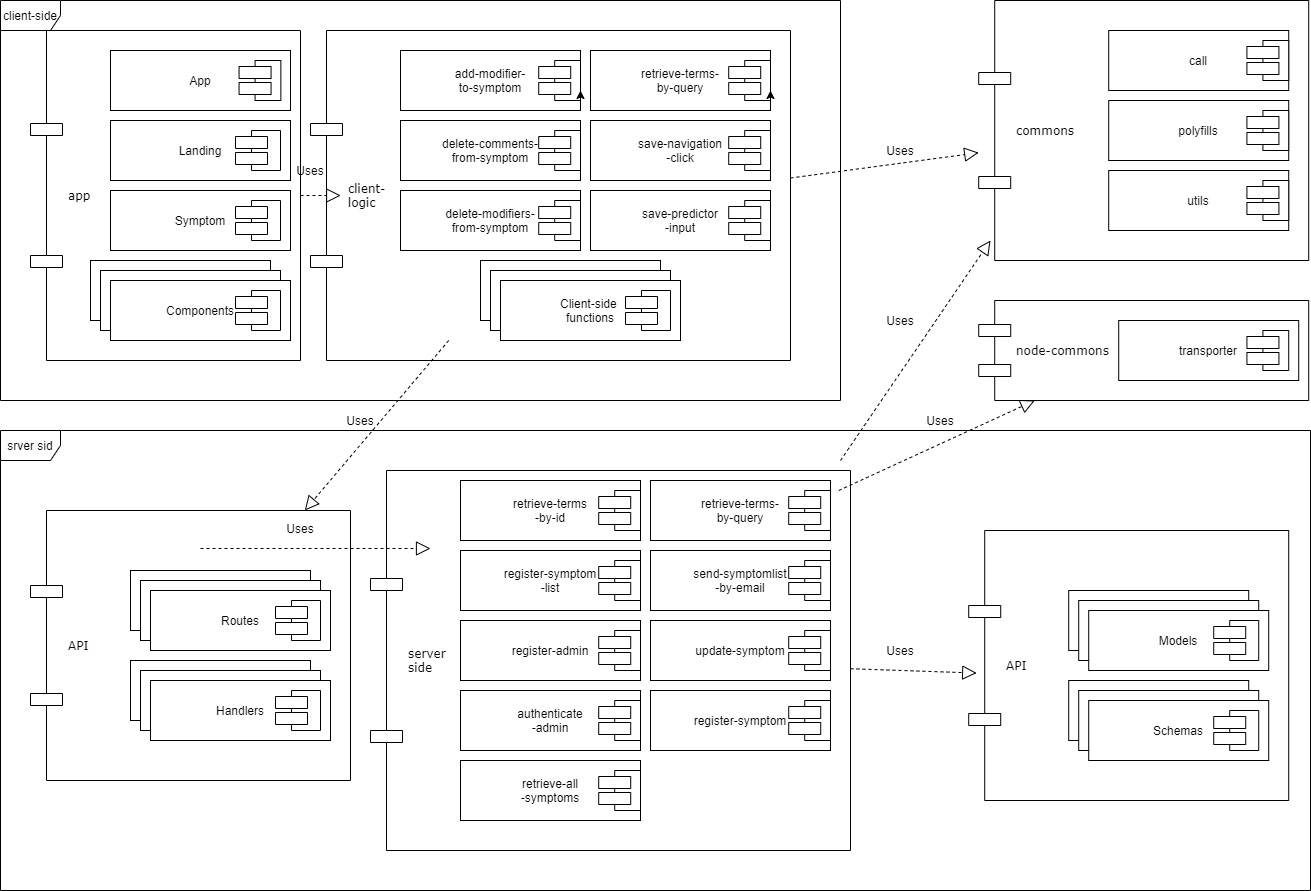 client-side
App
Landing
app
Symptom
Components
Uses
add-modifier-
to-symptom
retrieve-terms-
by-query
delete-comments-
from-symptom
save-navigation
-click
client-
logic
delete-modifiers-
from-symptom
save-predictor
-input
Client-side
functions
Uses
call
commons
polyfills
utils
Uses
node-commons
transporter
Uses
Uses
srver sid
Uses
API
Routes
Handlers
retrieve-terms
-by-id
retrieve-terms-
by-query
register-symptom
-list
send-symptomlist
-by-email
server
side
register-admin
update-symptom
authenticate
-admin
register-symptom
retrieve-all
-symptoms
Uses
API
Models
Schemas